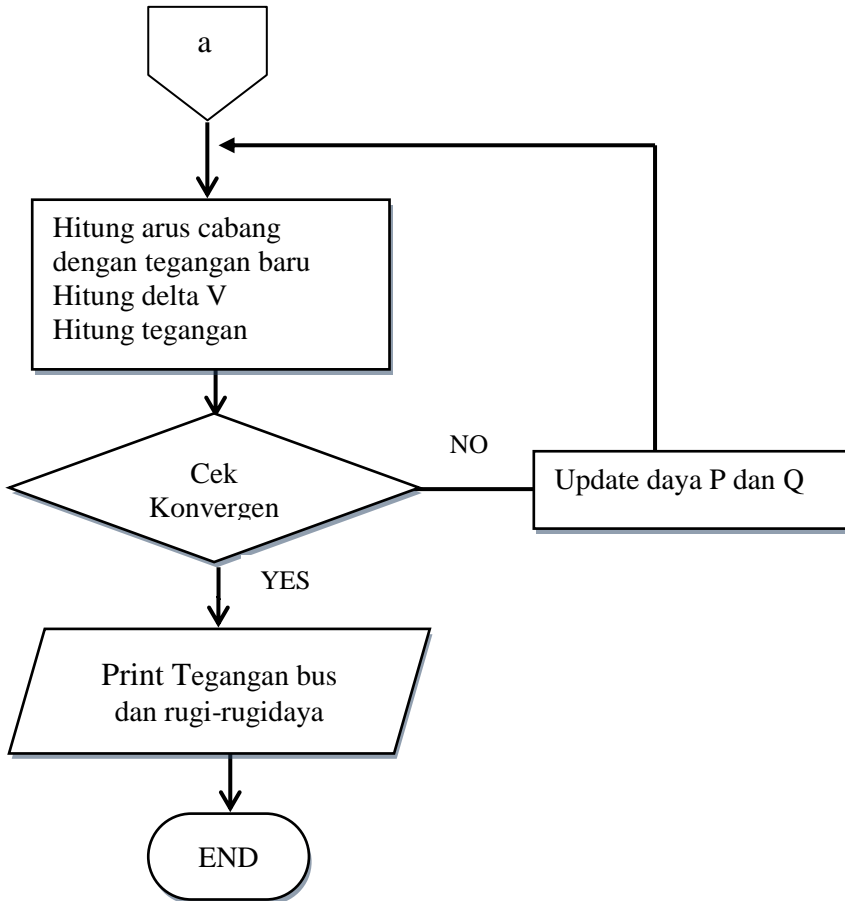 a
Hitung arus cabang
dengan tegangan baru
Hitung delta V
Hitung tegangan
Cek
Konvergen
NO
Update daya P dan Q
YES
Print Tegangan bus
dan rugi-rugidaya
END